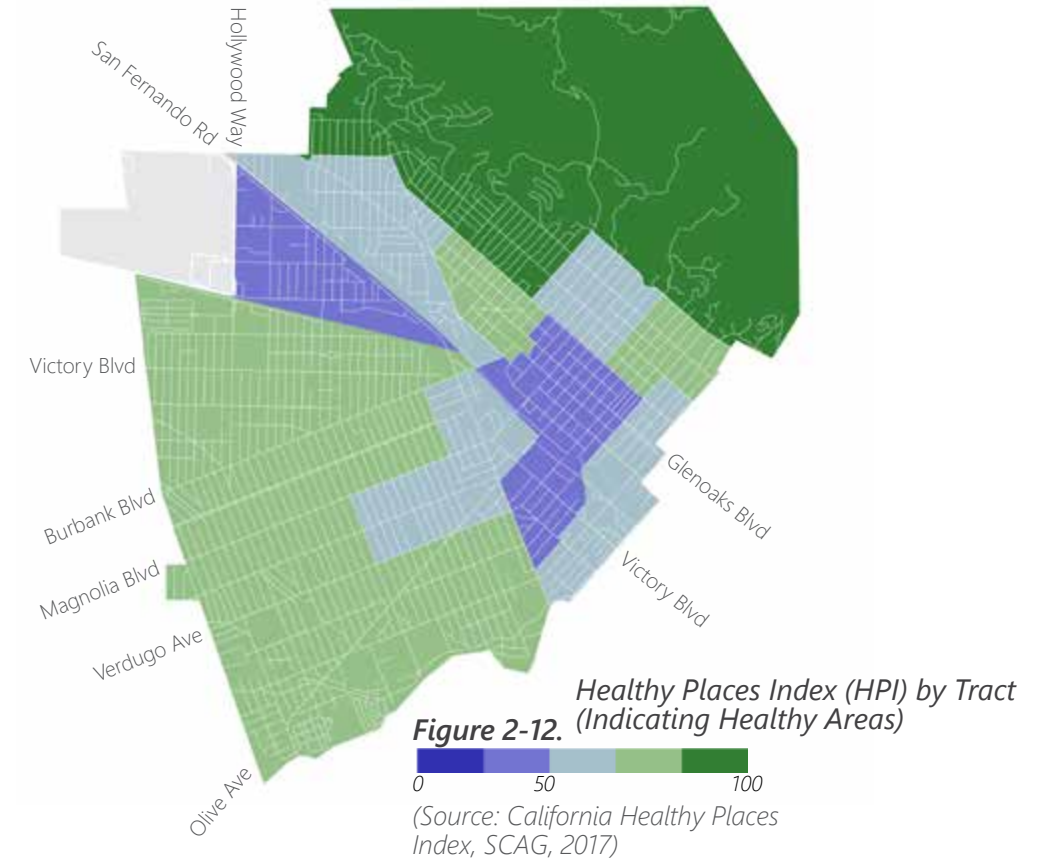 Hollywood Way
San Fernando Rd
Victory Blvd
Burbank Blvd
Magnolia Blvd
Verdugo Ave
Olive Ave
Glenoaks Blvd
Victory Blvd
Figure 2-12. Healthy Places Index (HPI) by Tract
(Indicating Healthy Areas)
0 50 100
(Source: California Healthy Places
Index, SCAG, 2017)